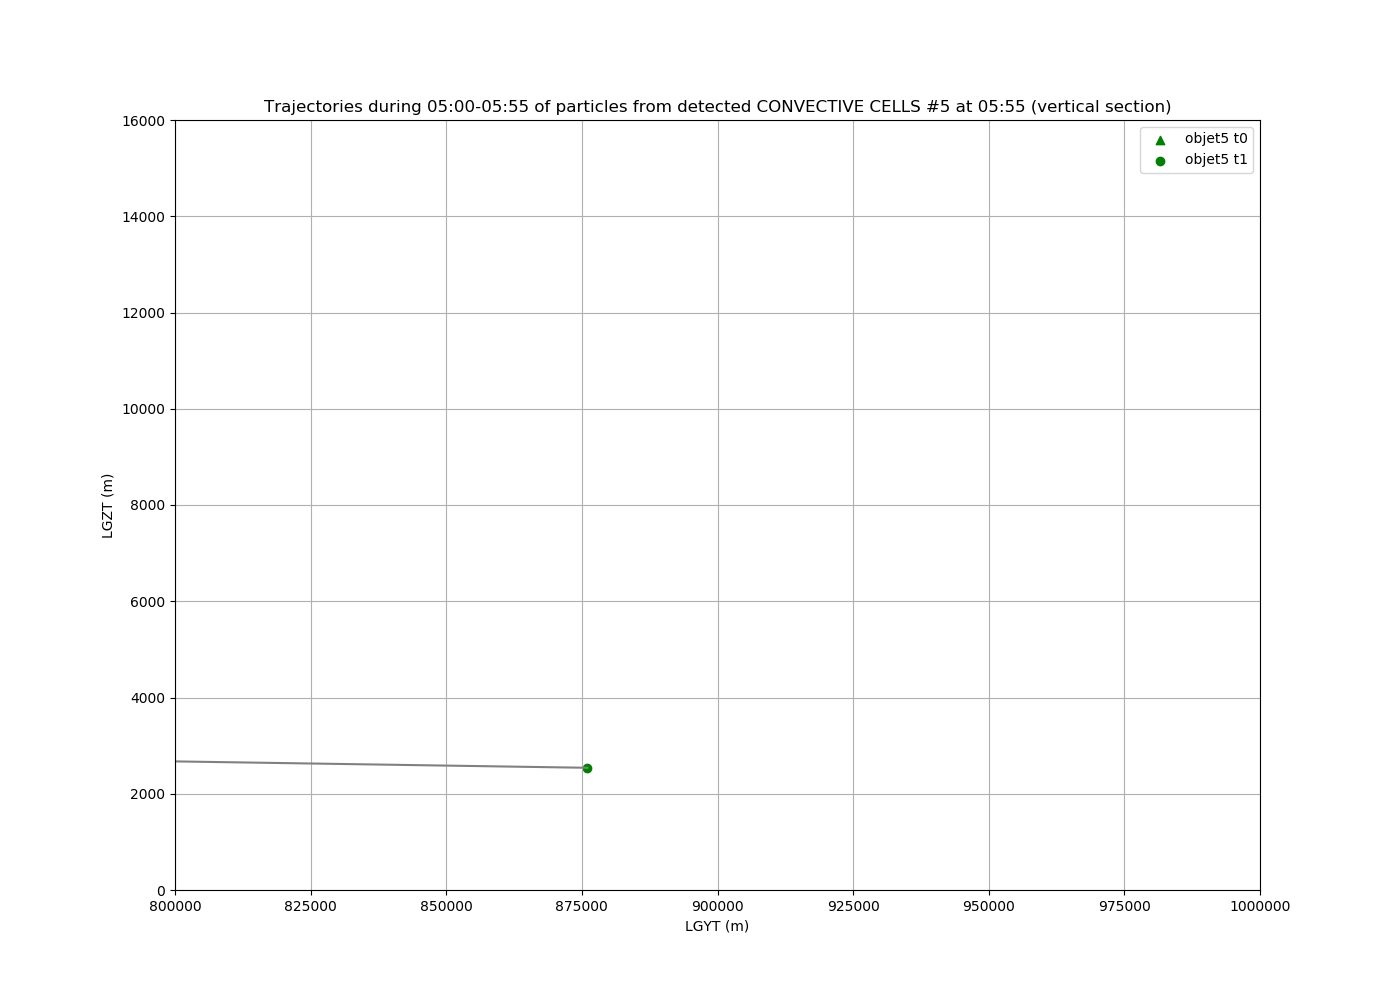 Trajectories during 05:00-05:55 of particles from detected CONVECTIVE CELLS #5 at 05:55 (vertical section)
objet5 t0
objet5 t1
16000
14000
12000
10000
8000
6000
4000
2000
0
LGZT (m)
800000 825000 850000 875000 900000 925000 950000 975000 1000000
LGYT (m)